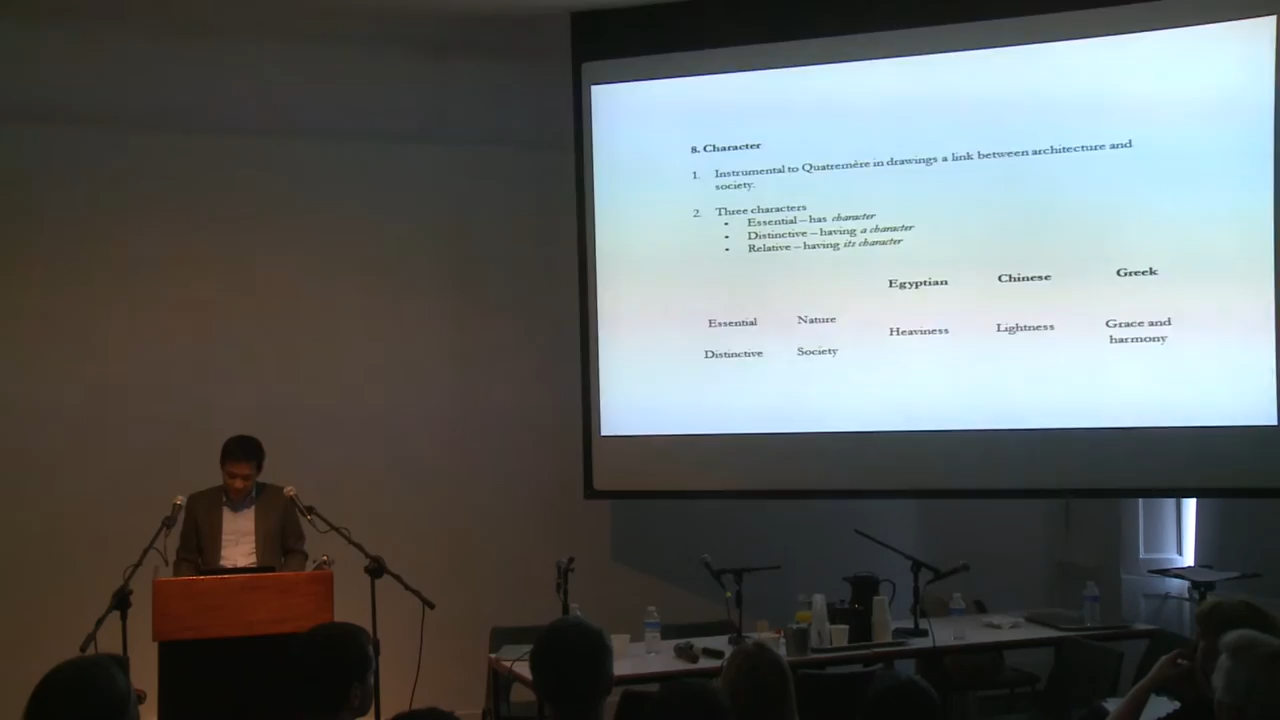 8. Character
1. Instrumental to Quatremère in drawings a link between architecture and
society.
2. Three characters
• Essential – has character
• Distinctive – having a character
• Relative – having its character
Egyptian Chinese Greek
Essential Nature Heaviness Lightness Grace and
harmony
Distinctive Society